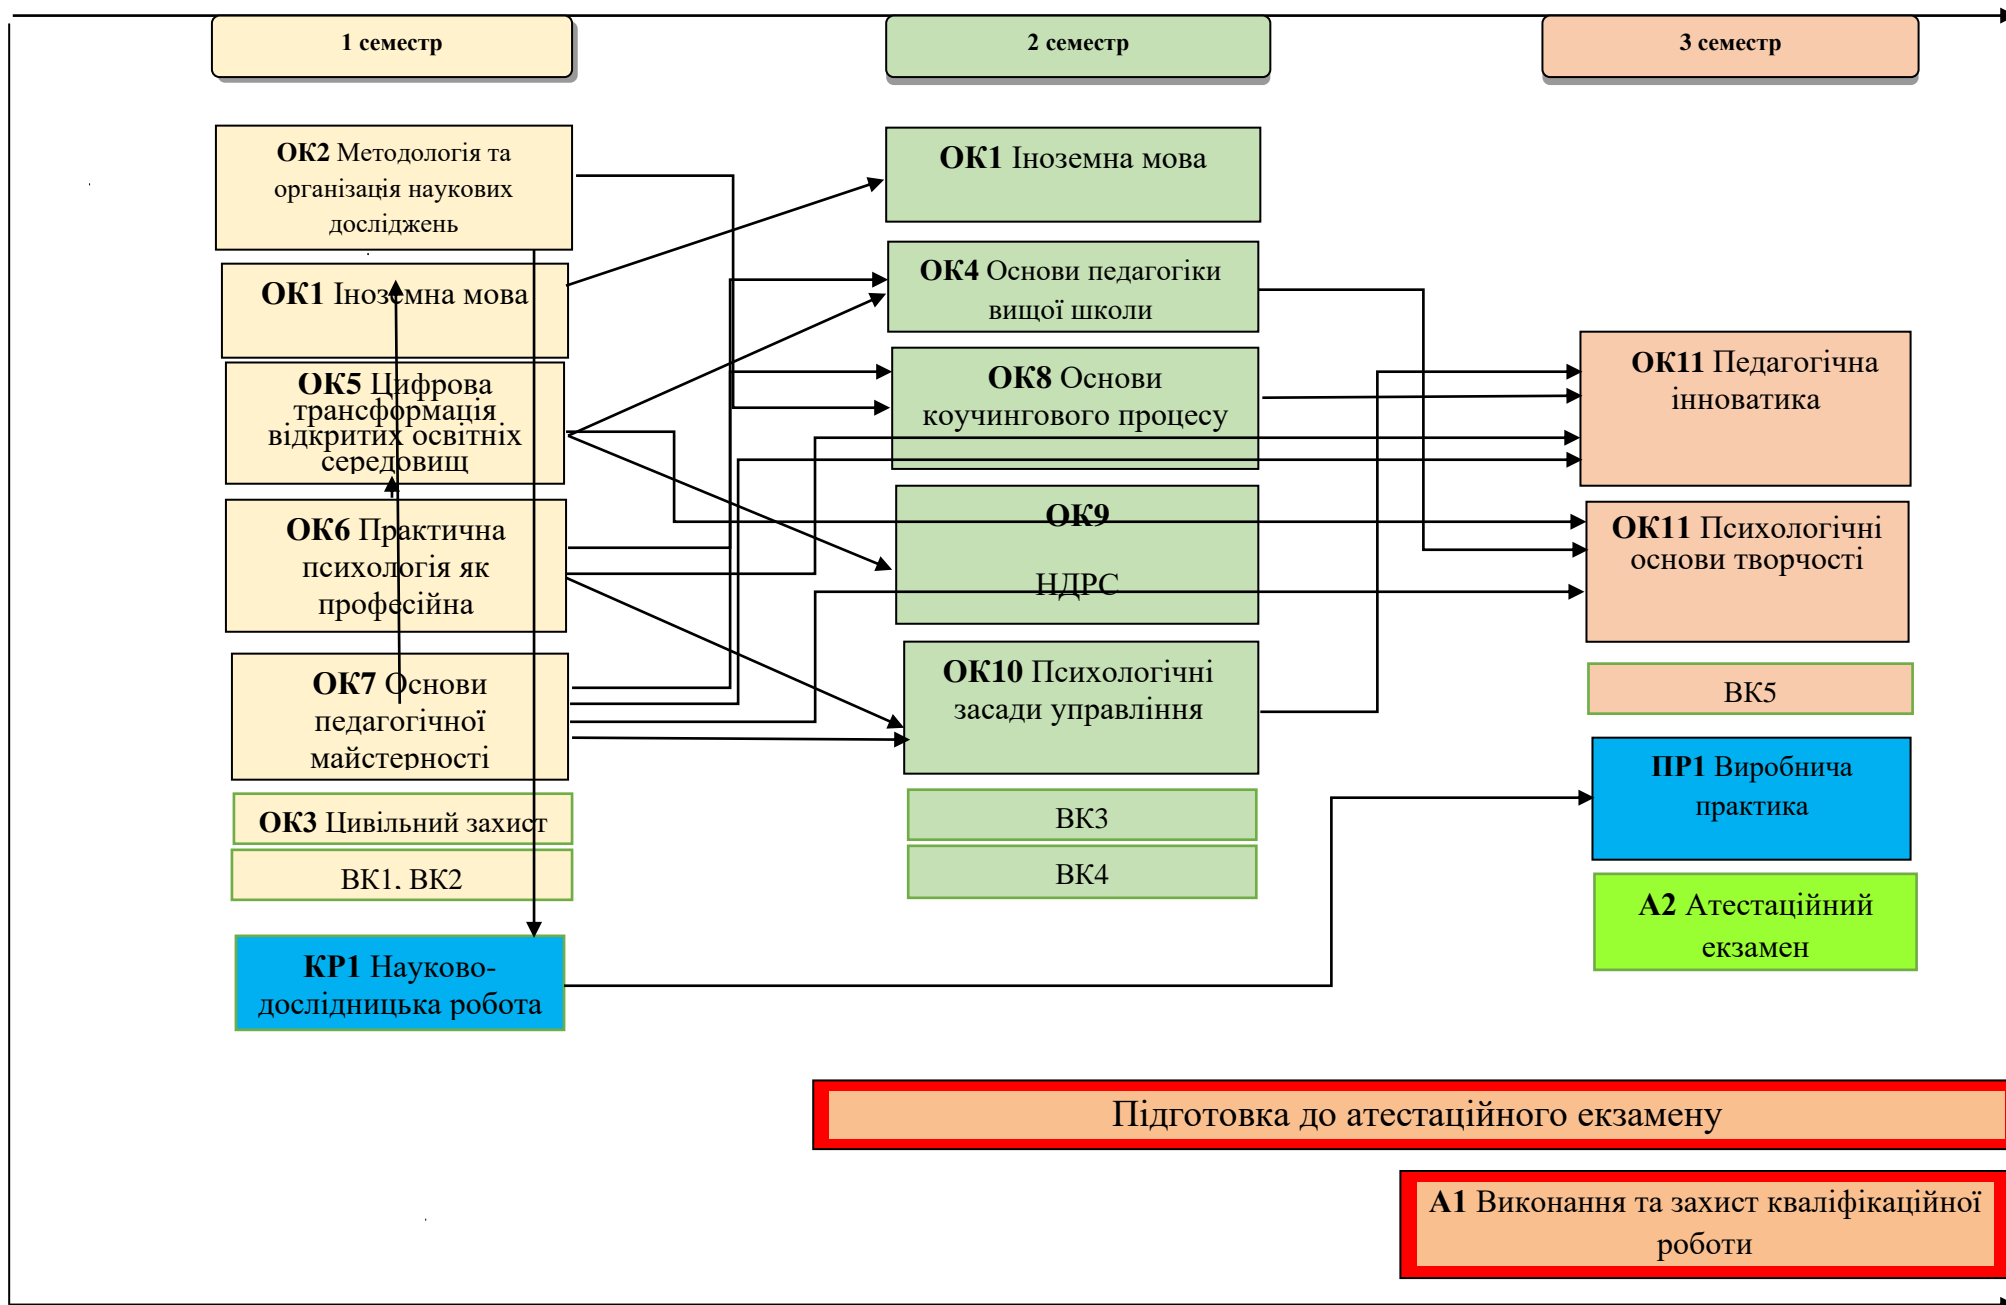 1 семестр
2 семестр
3 семестр
ОК2 Методологія та
організація наукових
досліджень
ОК1 Іноземна мова
ОК5 Цифрова
трансформація
відкритих освітніх
середовищ
ОК6 Практична
психологія як
професійна
ОК7 Основи
педагогічної
майстерності
ОК3 Цивільний захист
ВК1, ВК2
КР1 Науково-
дослідницька робота
ОК1 Іноземна мова
ОК4 Основи педагогіки
вищої школи
ОК8 Основи
коучингового процесу
ОК9
НДРС
ОК10 Психологічні
засади управління
ВК3
ВК4
ОК11 Педагогічна
інноватика
ОК11 Психологічні
основи творчості
ВК5
ПР1 Виробнича
практика
А2 Атестаційний
екзамен
Підготовка до атестаційного екзамену
А1 Виконання та захист кваліфікаційної
роботи